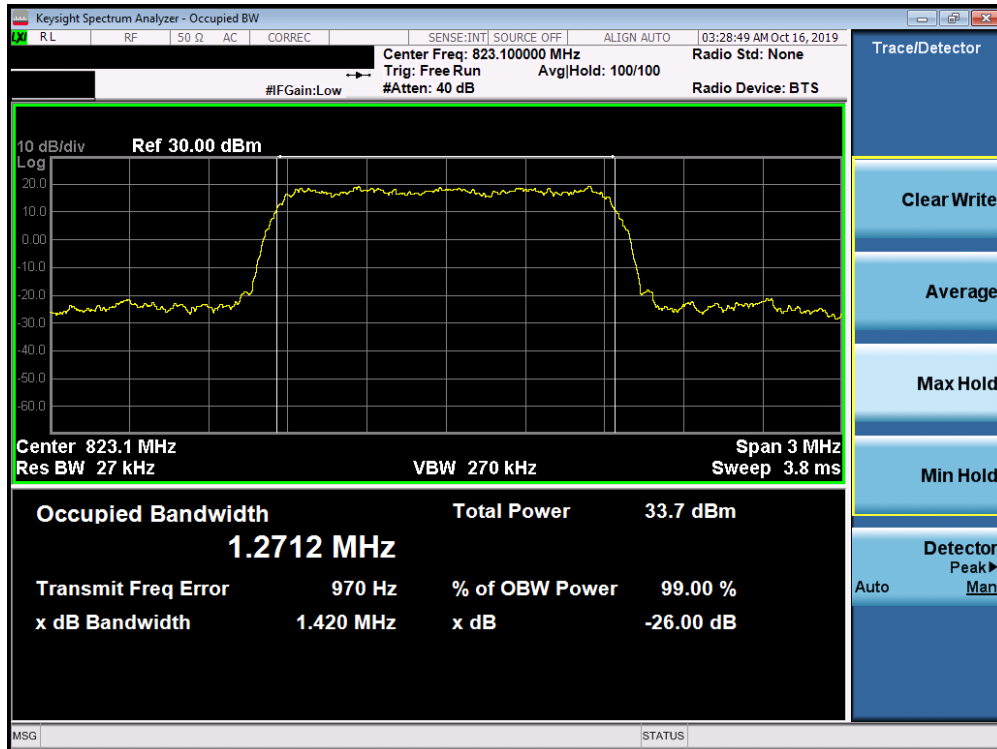 Keysight Spectrum Analyzer - Occupied BW
LXI RL RF 50 Ω AC CORREC SENSE:INT SOURCE OFF ALIGN AUTO 03:28:49 AM Oct 16, 2019
Center Freq: 823.100000 MHz Radio Std: None
Trig: Free Run Avg|Hold: 100/100
#IFGain:Low #Atten: 40 dB Radio Device: BTS
10 dB/div Ref 30.00 dBm
Log
20.0
10.0
0.00
-10.0
-20.0
-30.0
-40.0
-50.0
-60.0
Center 823.1 MHz Span 3 MHz
Res BW 27 kHz VBW 270 kHz Sweep 3.8 ms
Occupied Bandwidth Total Power 33.7 dBm
1.2712 MHz
Transmit Freq Error 970 Hz % of OBW Power 99.00 %
x dB Bandwidth 1.420 MHz x dB -26.00 dB
MSG STATUS
Trace/Detector
Clear Write
Average
Max Hold
Min Hold
Detector
Peak▶
Auto Man